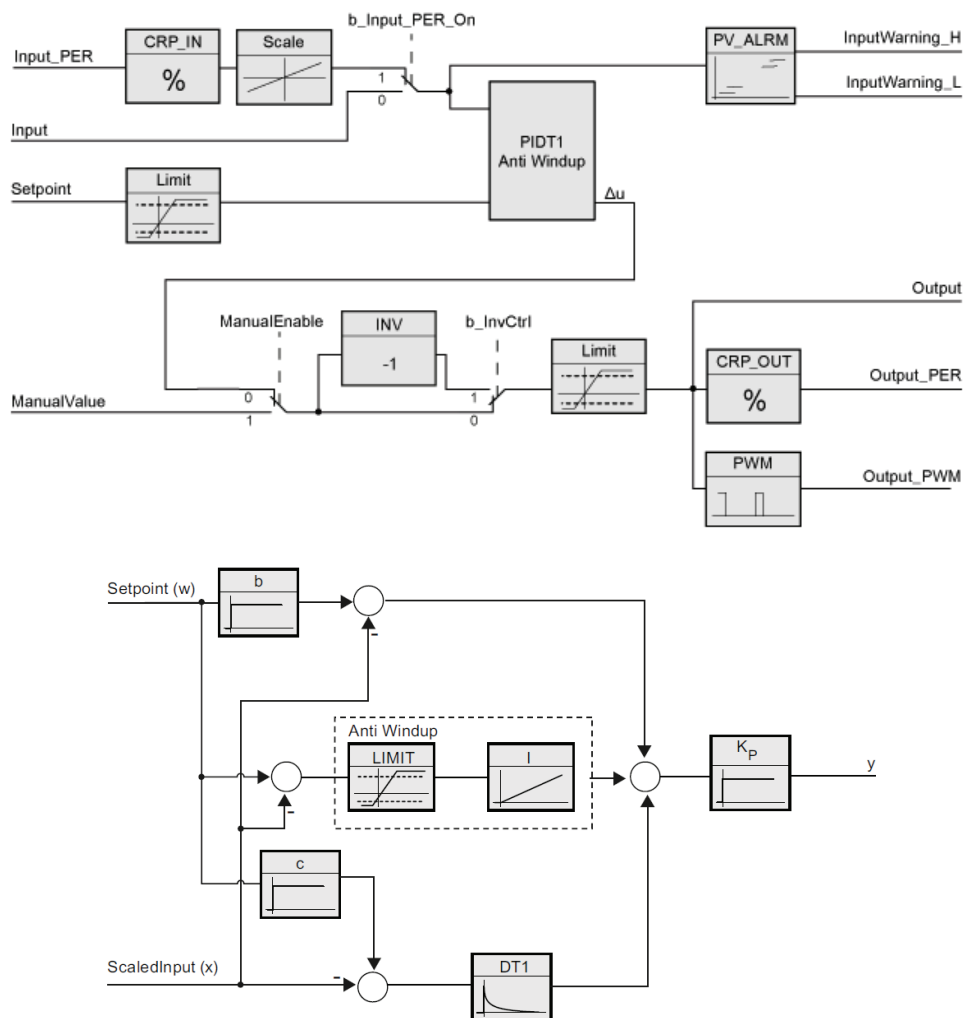 b_Input_PER_On
Input_PER
CRP_IN
%
Scale
1
0
PV_ALRM
InputWarning_H
InputWarning_L
Input
PIDT1
Anti Windup
Setpoint
Limit
Δu
ManualEnable
INV
-1
b_InvCtrl
Limit
Output
CRP_OUT
%
Output_PER
ManualValue
0
1
1
0
PWM
Output_PWM
Setpoint (w)
b
-
Anti Windup
LIMIT
I
-
K_P
y
c
ScaledInput (x)
-
DT1